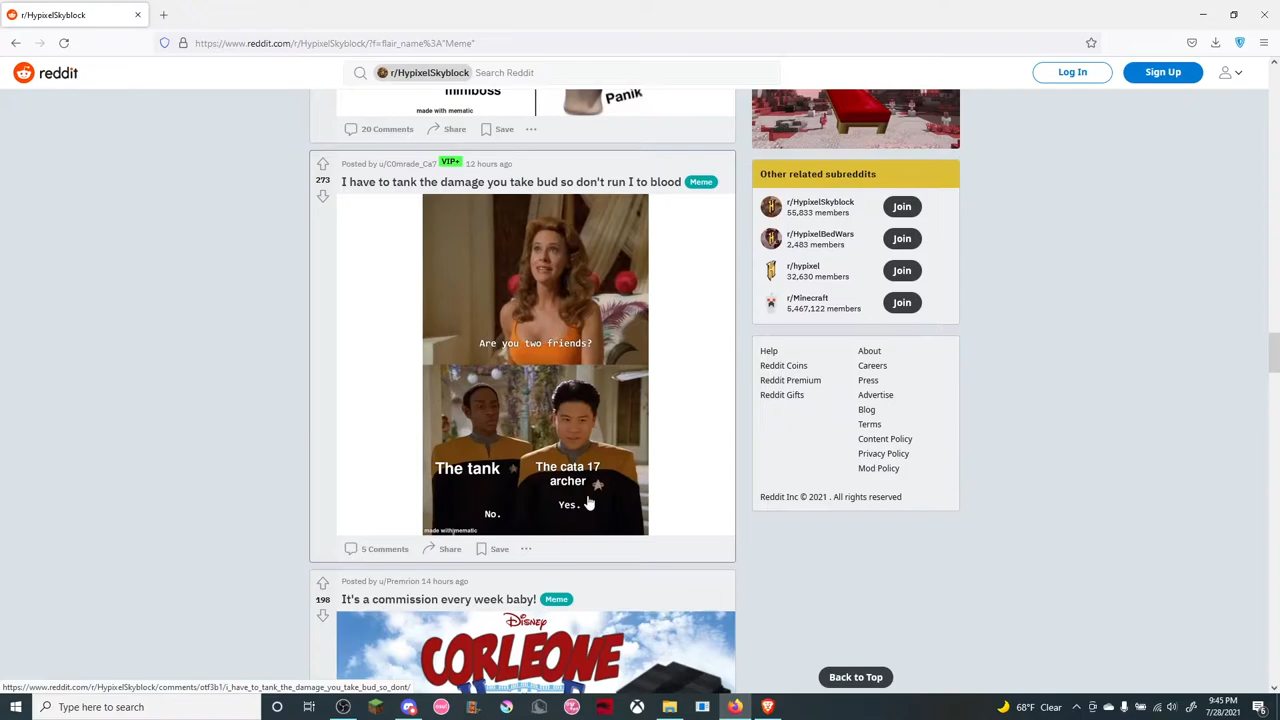 r/HypixelSkyblock
https://www.reddit.com/r/HypixelSkyblock/?f=flair_name%3A"Meme"
reddit
r/HypixelSkyblock Search Reddit
Log In
Sign Up
miniboss
Panik
made with mematic
20 Comments Share Save
Posted by u/C0mrade_Ca7 VIP+ 12 hours ago
273
I have to tank the damage you take bud so don't run I to blood Meme
Are you two friends?
The tank
The cata 17
archer
Yes.
No.
made with mematic
5 Comments Share Save
Posted by u/Premrion 14 hours ago
198
It's a commission every week baby! Meme
Disney
CORLEONE
Other related subreddits
r/HypixelSkyblock
55,833 members
Join
r/HypixelBedWars
2,483 members
Join
r/hypixel
32,630 members
Join
r/Minecraft
5,467,122 members
Join
Help About
Reddit Coins Careers
Reddit Premium Press
Reddit Gifts Advertise
Blog
Terms
Content Policy
Privacy Policy
Mod Policy
Reddit Inc © 2021 . All rights reserved
Back to Top
https://www.reddit.com/r/HypixelSkyblock/comments/otf3b1/i_have_to_tank_the_damage_you_take_bud_so_dont/
Type here to search
68°F Clear
9:45 PM
7/28/2021